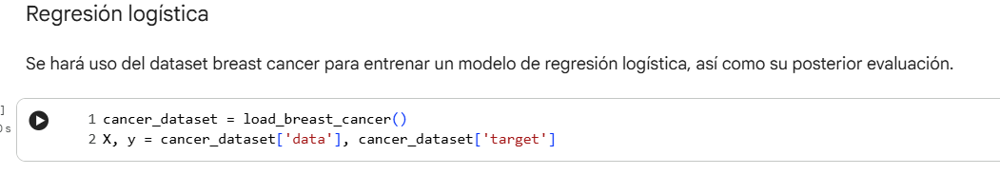 Regresión logística
Se hará uso del dataset breast cancer para entrenar un modelo de regresión logística, así como su posterior evaluación.
]
0 s
1 cancer_dataset = load_breast_cancer()
2 X, y = cancer_dataset['data'], cancer_dataset['target']